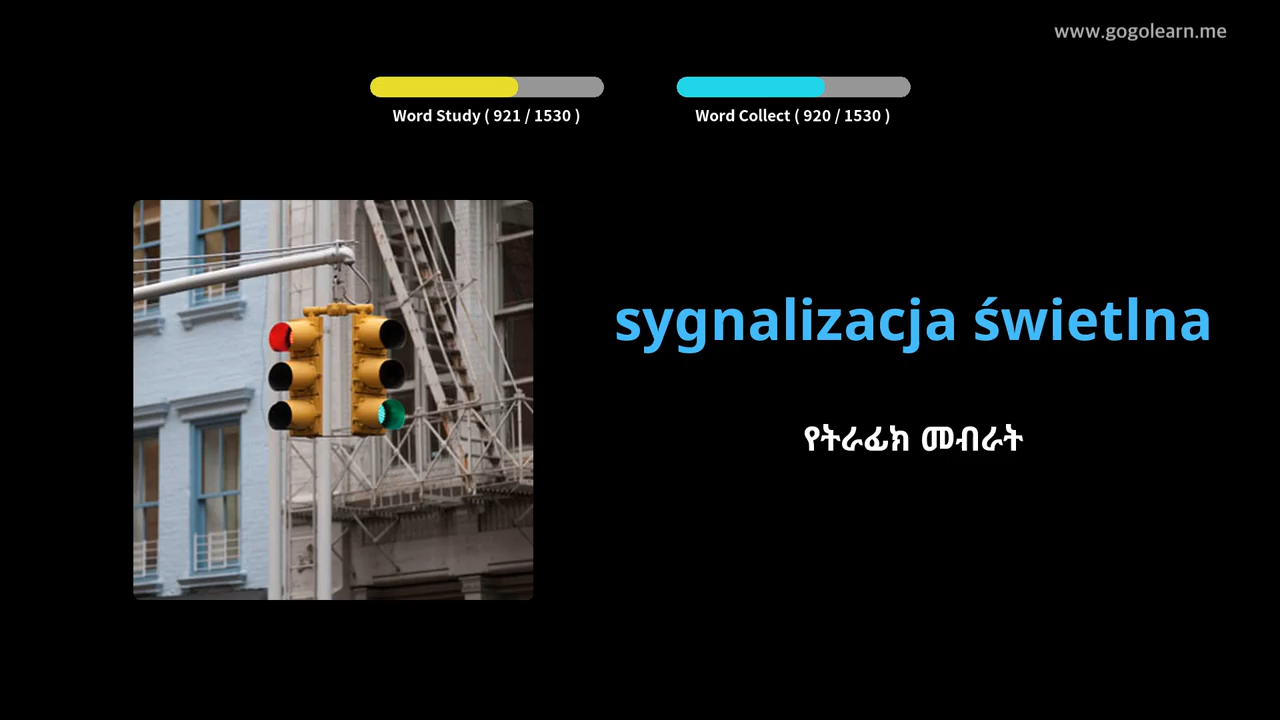 www.gogolearn.me
Word Study ( 921 / 1530 )
Word Collect ( 920 / 1530 )
sygnalizacja świetlna
የትራፊክ መብራት